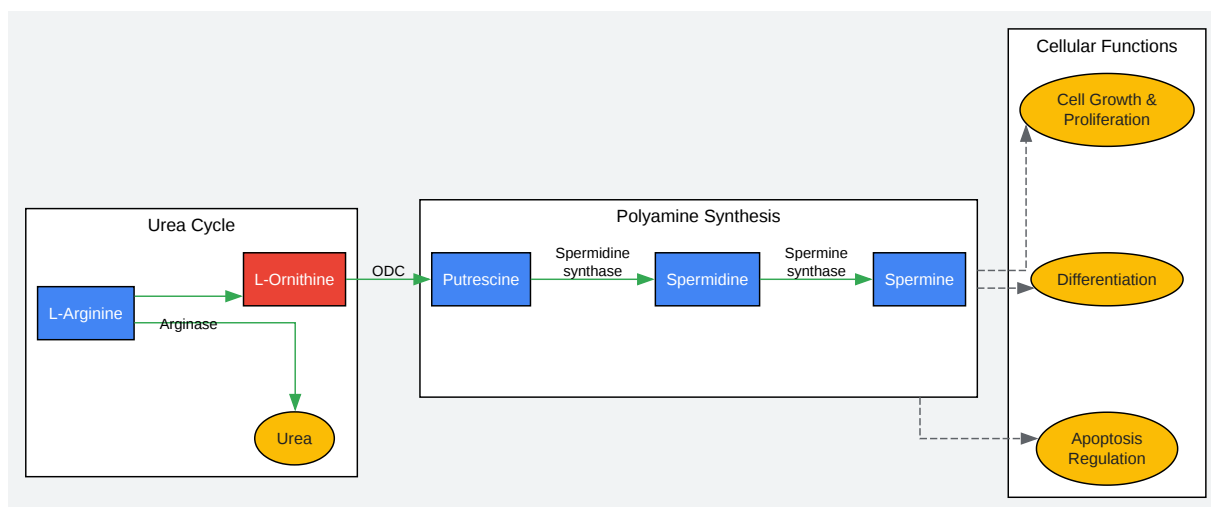 Cellular Functions
Cell Growth &
Proliferation
Urea Cycle
Polyamine Synthesis
L-Arginine
Arginase
L-Ornithine
ODC
Putrescine
Spermidine
synthase
Spermidine
Spermine
synthase
Spermine
Differentiation
Urea
Apoptosis
Regulation